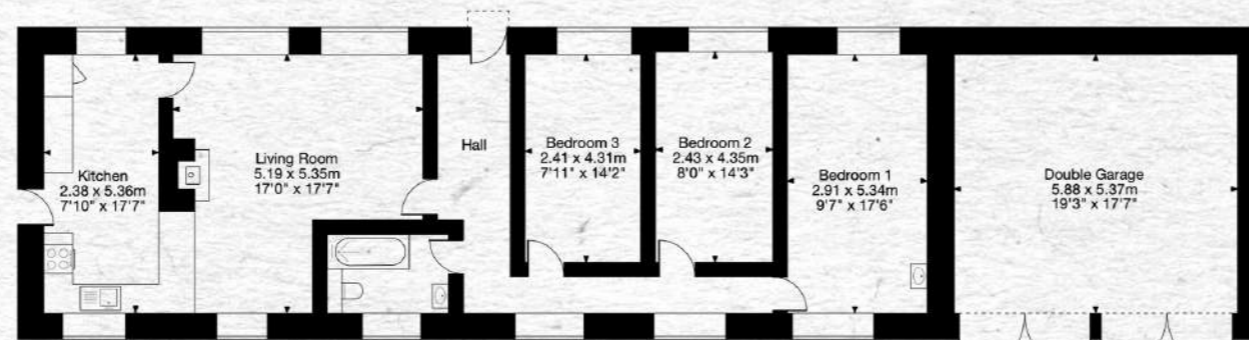 Kitchen
2.38 x 5.36m
7'10" x 17'7"
Living Room
5.19 x 5.35m
17'0" x 17'7"
Hall
Bedroom 3
2.41 x 4.31m
7'11" x 14'2"
Bedroom 2
2.43 x 4.35m
8'0" x 14'3"
Bedroom 1
2.91 x 5.34m
9'7" x 17'6"
Double Garage
5.88 x 5.37m
19'3" x 17'7"